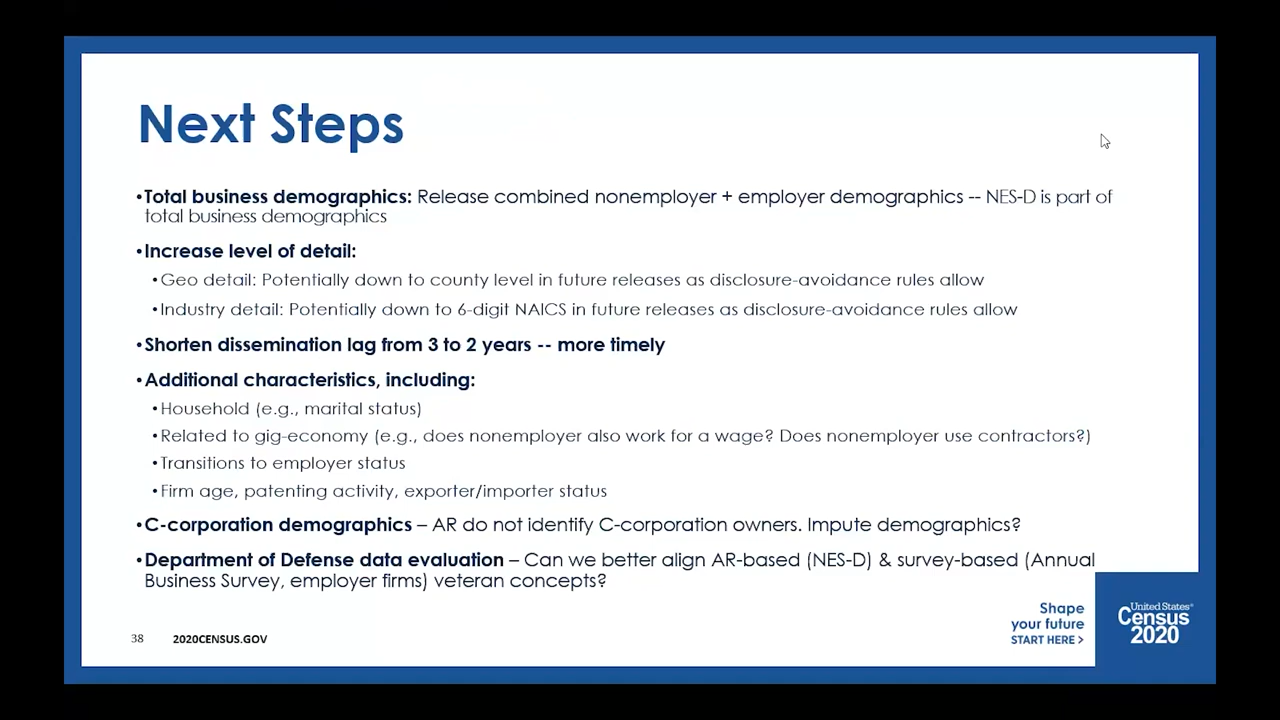 Next Steps
•Total business demographics: Release combined nonemployer + employer demographics -- NES-D is part of
total business demographics
•Increase level of detail:
•Geo detail: Potentially down to county level in future releases as disclosure-avoidance rules allow
•Industry detail: Potentially down to 6-digit NAICS in future releases as disclosure-avoidance rules allow
•Shorten dissemination lag from 3 to 2 years -- more timely
•Additional characteristics, including:
•Household (e.g., marital status)
•Related to gig-economy (e.g., does nonemployer also work for a wage? Does nonemployer use contractors?)
•Transitions to employer status
•Firm age, patenting activity, exporter/importer status
•C-corporation demographics – AR do not identify C-corporation owners. Impute demographics?
•Department of Defense data evaluation – Can we better align AR-based (NES-D) & survey-based (Annual
Business Survey, employer firms) veteran concepts?
Shape
your future
START HERE >
United States®
Census
2020
38 2020CENSUS.GOV